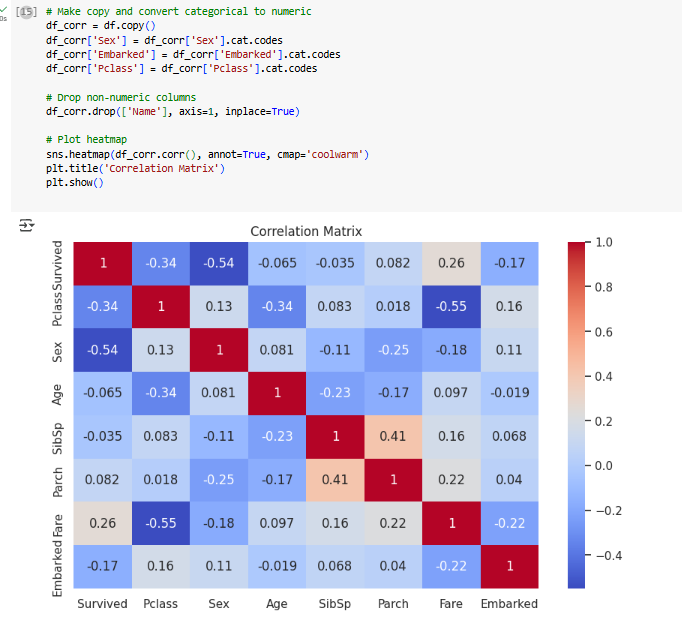 [15] # Make copy and convert categorical to numeric
0s
df_corr = df.copy()
df_corr['Sex'] = df_corr['Sex'].cat.codes
df_corr['Embarked'] = df_corr['Embarked'].cat.codes
df_corr['Pclass'] = df_corr['Pclass'].cat.codes
# Drop non-numeric columns
df_corr.drop(['Name'], axis=1, inplace=True)
# Plot heatmap
sns.heatmap(df_corr.corr(), annot=True, cmap='coolwarm')
plt.title('Correlation Matrix')
plt.show()
Correlation Matrix
Survived 1 -0.34 -0.54 -0.065 -0.035 0.082 0.26 -0.17
Pclass -0.34 1 0.13 -0.34 0.083 0.018 -0.55 0.16
Sex -0.54 0.13 1 0.081 -0.11 -0.25 -0.18 0.11
Age -0.065 -0.34 0.081 1 -0.23 -0.17 0.097 -0.019
SibSp -0.035 0.083 -0.11 -0.23 1 0.41 0.16 0.068
Parch 0.082 0.018 -0.25 -0.17 0.41 1 0.22 0.04
Fare 0.26 -0.55 -0.18 0.097 0.16 0.22 1 -0.22
Embarked -0.17 0.16 0.11 -0.019 0.068 0.04 -0.22 1
Survived Pclass Sex Age SibSp Parch Fare Embarked
1.0
0.8
0.6
0.4
0.2
0.0
−0.2
−0.4